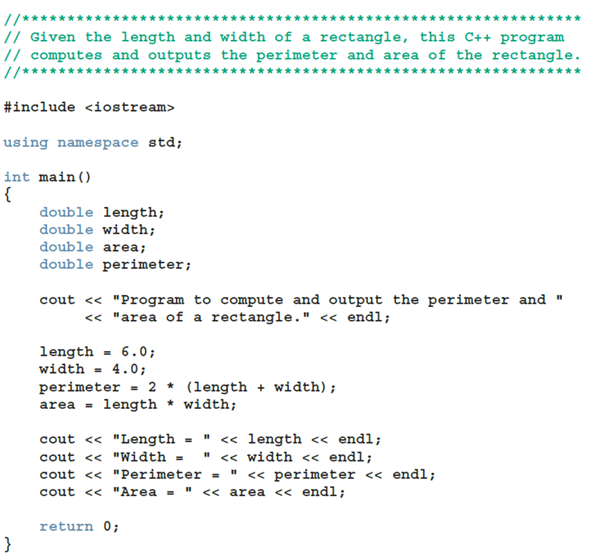 //**************************************************************
// Given the length and width of a rectangle, this C++ program
// computes and outputs the perimeter and area of the rectangle.
//**************************************************************
#include <iostream>
using namespace std;
int main()
{
    double length;
    double width;
    double area;
    double perimeter;
    cout << "Program to compute and output the perimeter and "
         << "area of a rectangle." << endl;
    length = 6.0;
    width = 4.0;
    perimeter = 2 * (length + width);
    area = length * width;
    cout << "Length = " << length << endl;
    cout << "Width =  " << width << endl;
    cout << "Perimeter = " << perimeter << endl;
    cout << "Area = " << area << endl;
    return 0;
}